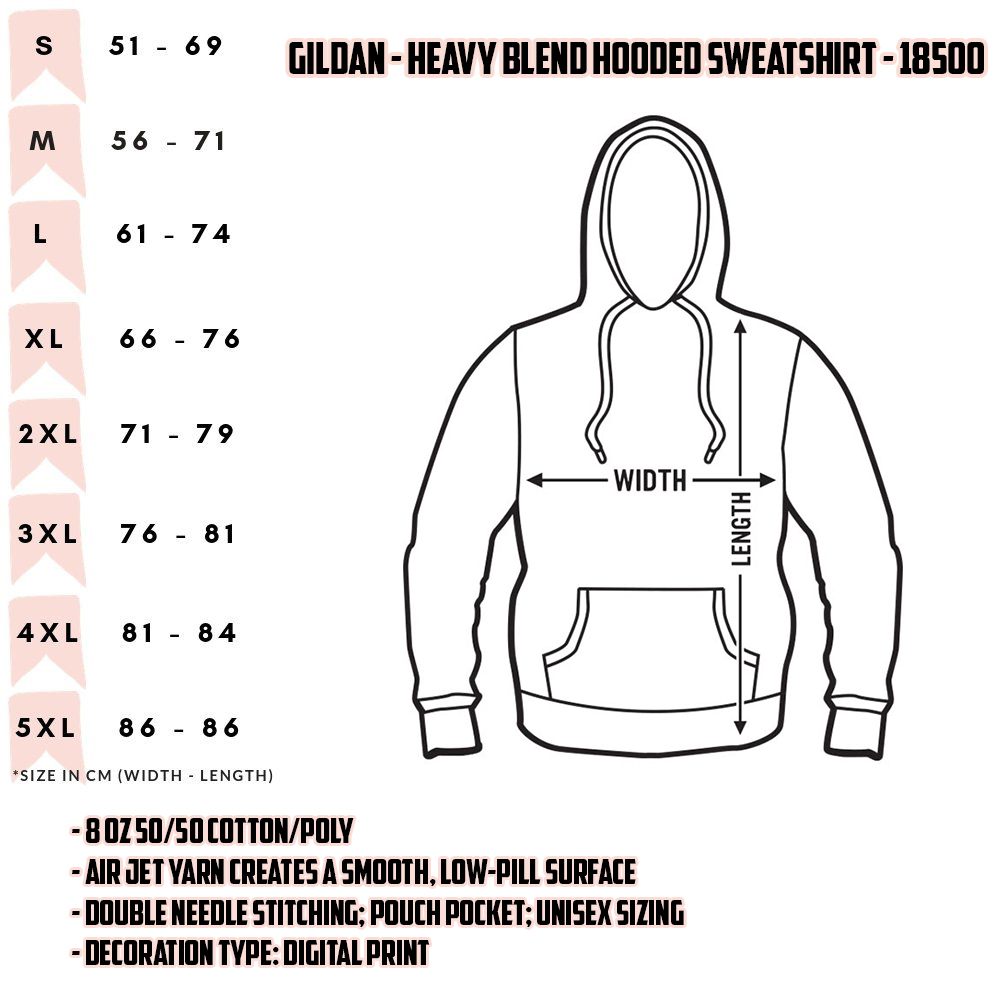 GILDAN - HEAVY BLEND HOODED SWEATSHIRT - 18500
S 51 - 69
M 56 - 71
L 61 - 74
XL 66 - 76
2XL 71 - 79
3XL 76 - 81
4XL 81 - 84
5XL 86 - 86
*SIZE IN CM (WIDTH - LENGTH)
WIDTH
LENGTH
- 8 OZ 50/50 COTTON/POLY
- AIR JET YARN CREATES A SMOOTH, LOW-PILL SURFACE
- DOUBLE NEEDLE STITCHING; POUCH POCKET; UNISEX SIZING
- DECORATION TYPE: DIGITAL PRINT